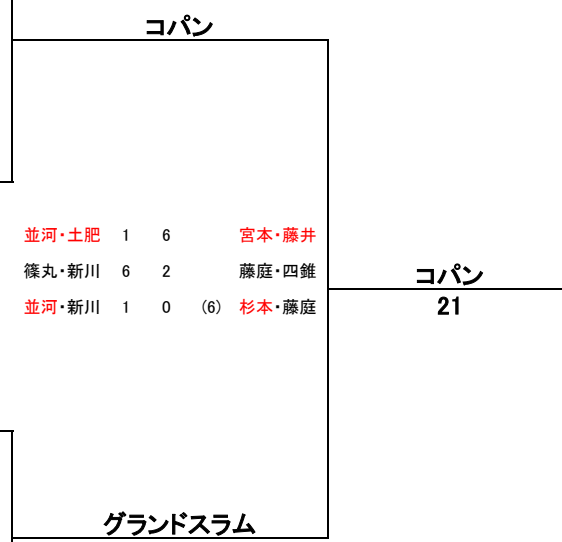 コパン
並河・土肥 1 6 宮本・藤井
篠丸・新川 6 2 藤庭・四錐
並河・新川 1 0 (6) 杉本・藤庭
コパン
21
グランドスラム